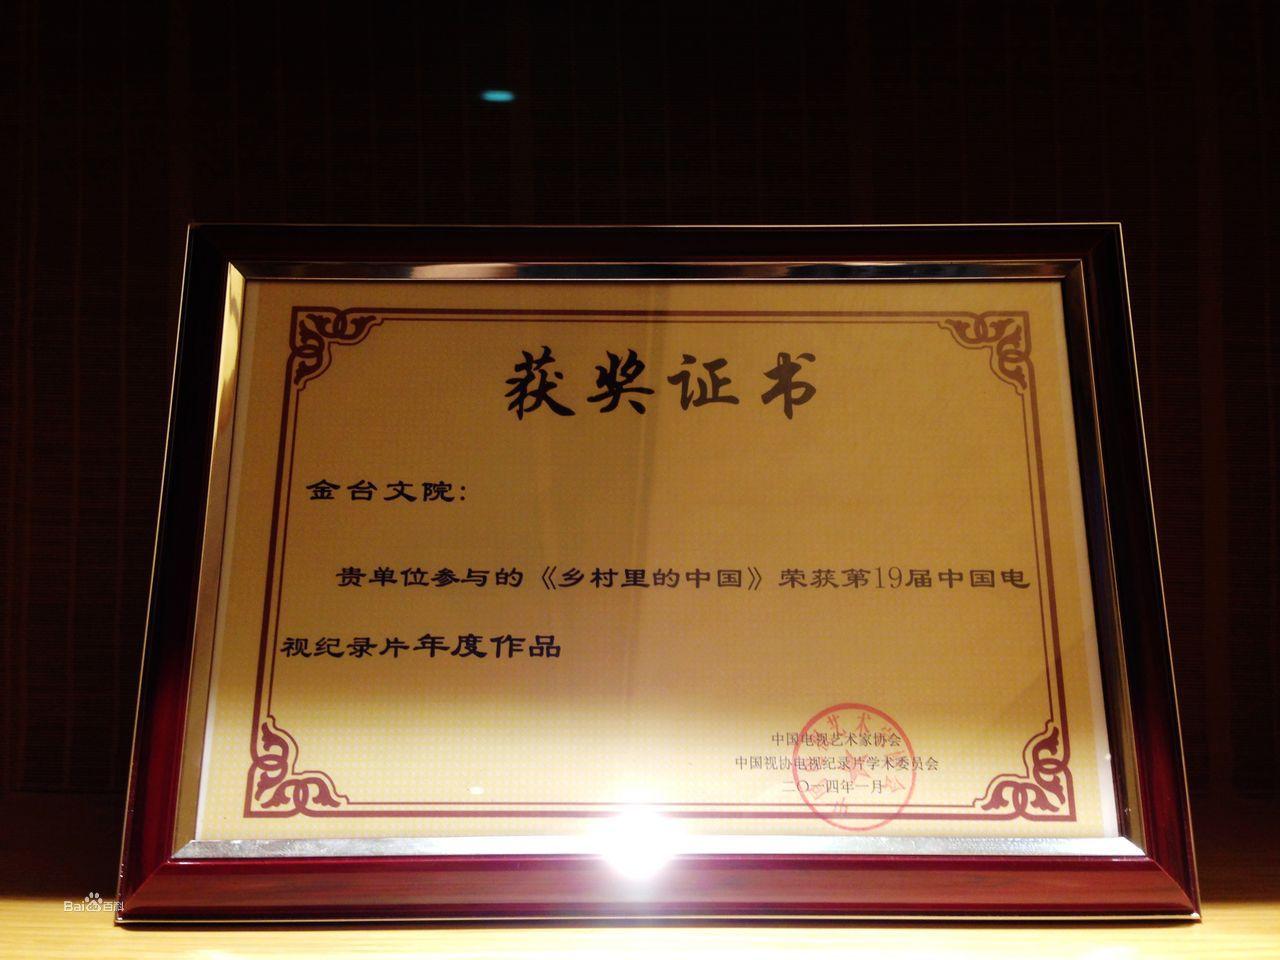 获奖证书
金台文院：
贵单位参与的《乡村里的中国》荣获第19届中国电
视纪录片年度作品
中国电视艺术家协会
中国视协电视纪录片学术委员会
二〇一四年一月
Bai百科